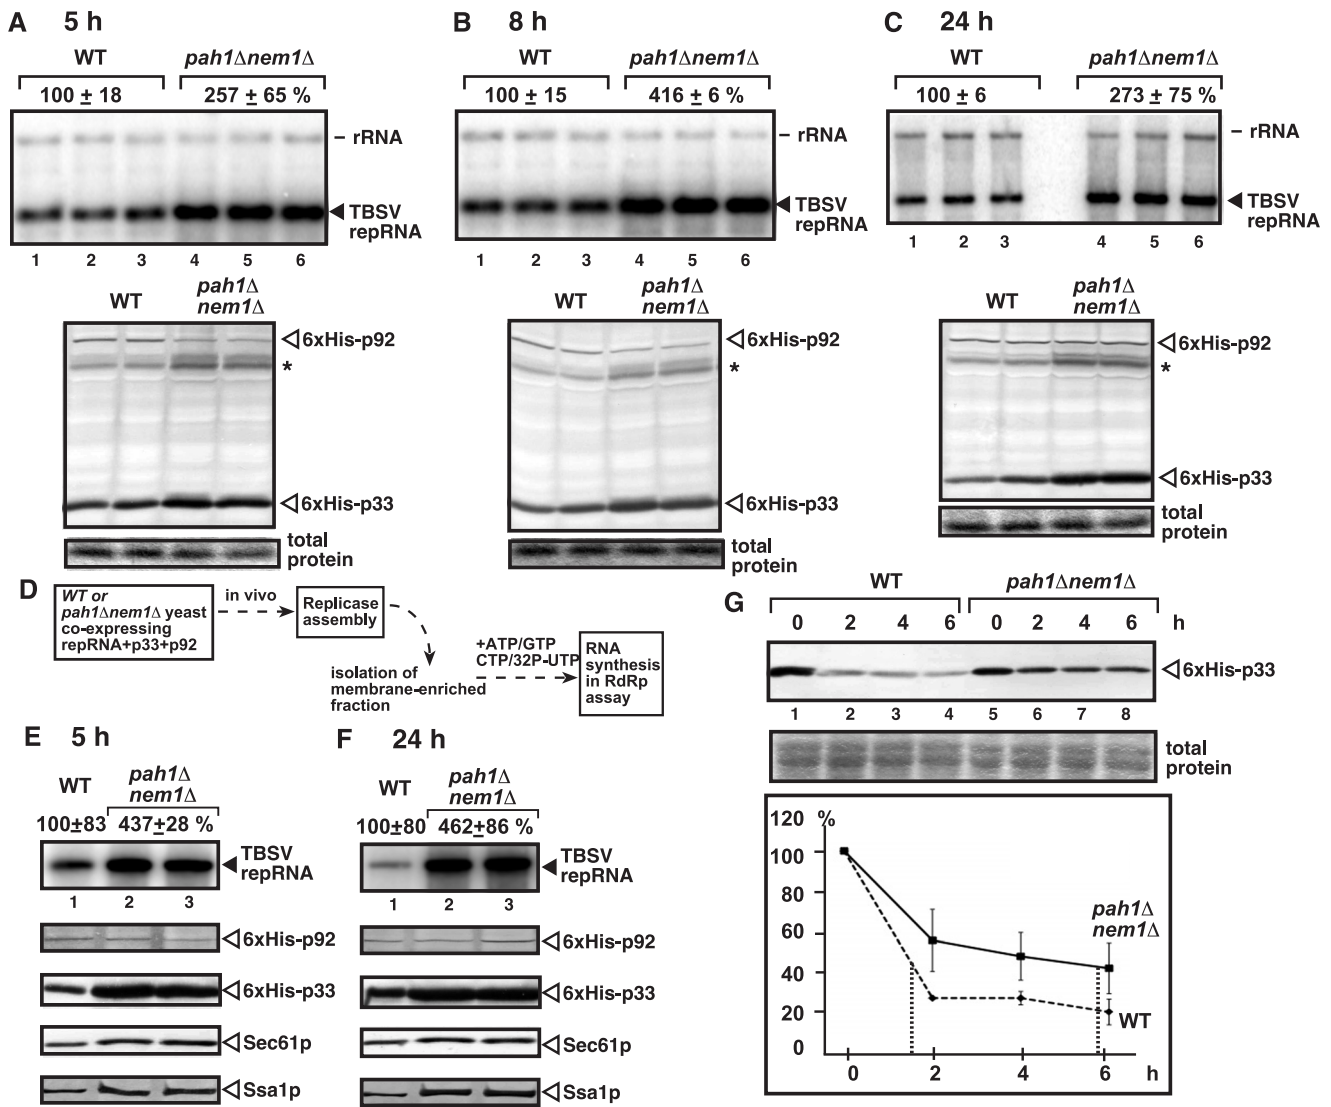 A 5 h
WT pah1Δnem1Δ
100 ± 18 257 ± 65 %
rRNA
TBSV
repRNA
1 2 3 4 5 6
WT pah1Δ
nem1Δ
6xHis-p92
*
6xHis-p33
total
protein
B 8 h
WT pah1Δnem1Δ
100 ± 15 416 ± 6 %
rRNA
TBSV
repRNA
1 2 3 4 5 6
WT pah1Δ
nem1Δ
6xHis-p92
*
6xHis-p33
total
protein
C 24 h
WT pah1Δnem1Δ
100 ± 6 273 ± 75 %
rRNA
TBSV
repRNA
1 2 3 4 5 6
WT pah1Δ
nem1Δ
6xHis-p92
*
6xHis-p33
total
protein
D
WT or
pah1Δnem1Δ yeast
co-expressing
repRNA+p33+p92
in vivo
Replicase
assembly
isolation of
membrane-enriched
fraction
+ATP/GTP
CTP/32P-UTP
RNA
synthesis
in RdRp
assay
E 5 h
WT pah1Δ
nem1Δ
100±83 437±28 %
TBSV
repRNA
1 2 3
6xHis-p92
6xHis-p33
Sec61p
Ssa1p
F 24 h
WT pah1Δ
nem1Δ
100±80 462±86 %
TBSV
repRNA
1 2 3
6xHis-p92
6xHis-p33
Sec61p
Ssa1p
G
WT pah1Δnem1Δ
0 2 4 6 0 2 4 6 h
6xHis-p33
1 2 3 4 5 6 7 8
total
protein
120 %
100
80
60
40
20
0
pah1Δ
nem1Δ
WT
0 2 4 6 h